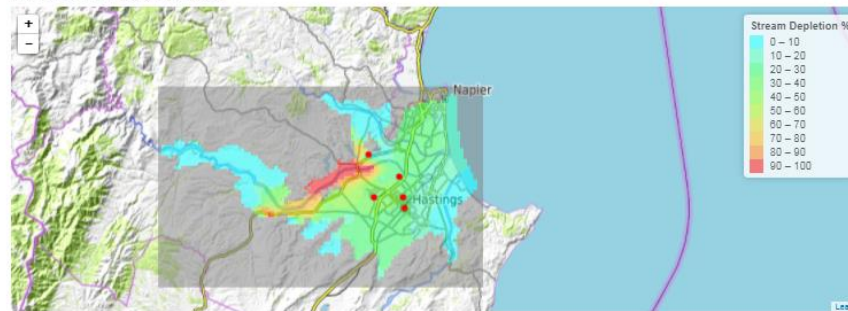 +
−
Napier
Hastings
Stream Depletion %
0 – 10
10 – 20
20 – 30
30 – 40
40 – 50
50 – 60
60 – 70
70 – 80
80 – 90
90 – 100
Lea